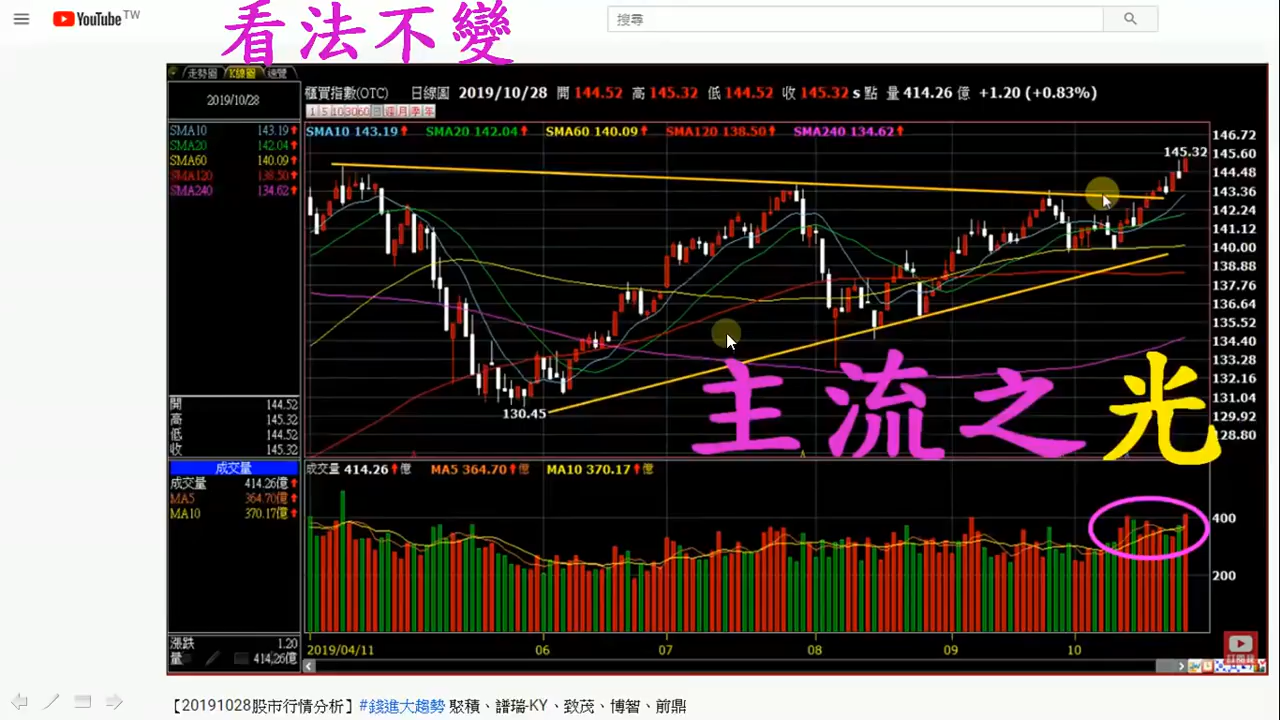 YouTube TW
搜尋
看法不變
走勢圖 K線圖 總覽
2019/10/28
櫃買指數(OTC) 日線圖 2019/10/28 開 144.52 高 145.32 低 144.52 收 145.32 s 點 量 414.26 億 +1.20 (+0.83%)
1 5 10 30 60 日 週 月 季 年
SMA10 143.19 SMA20 142.04 SMA60 140.09 SMA120 138.50 SMA240 134.62
SMA10 143.19
SMA20 142.04
SMA60 140.09
SMA120 138.50
SMA240 134.62
145.32
146.72
145.60
144.48
143.36
142.24
141.12
140.00
138.88
137.76
136.64
135.52
134.40
133.28
132.16
131.04
129.92
128.80
130.45
主流之光
開 144.52
高 145.32
低 144.52
收 145.32
成交量
成交量 414.26億
MA5 364.70億
MA10 370.17億
成交量 414.26 億 MA5 364.70 億 MA10 370.17 億
400
200
漲跌 1.20
量 414.26億
2019/04/11 06 07 08 09 10
【20191028股市行情分析】#錢進大趨勢 聚積、譜瑞-KY、致茂、博智、前鼎